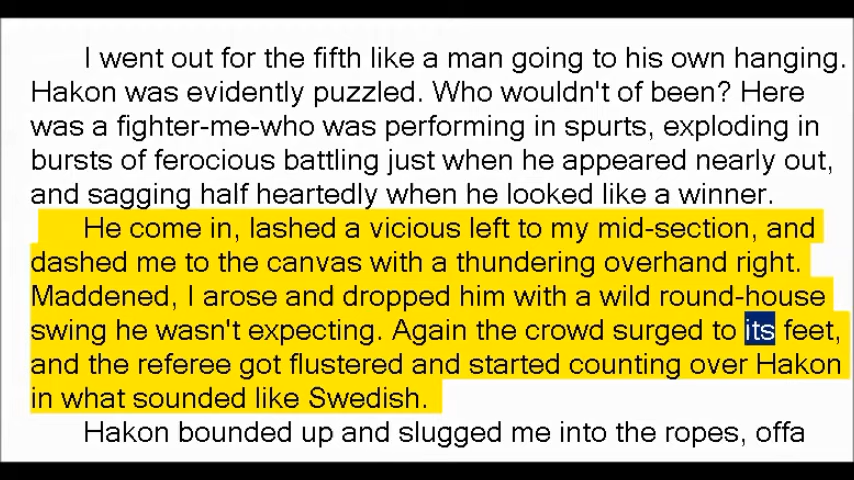 I went out for the fifth like a man going to his own hanging.
Hakon was evidently puzzled. Who wouldn't of been? Here
was a fighter-me-who was performing in spurts, exploding in
bursts of ferocious battling just when he appeared nearly out,
and sagging half heartedly when he looked like a winner.
He come in, lashed a vicious left to my mid-section, and
dashed me to the canvas with a thundering overhand right.
Maddened, I arose and dropped him with a wild round-house
swing he wasn't expecting. Again the crowd surged to its feet,
and the referee got flustered and started counting over Hakon
in what sounded like Swedish.
Hakon bounded up and slugged me into the ropes, offa